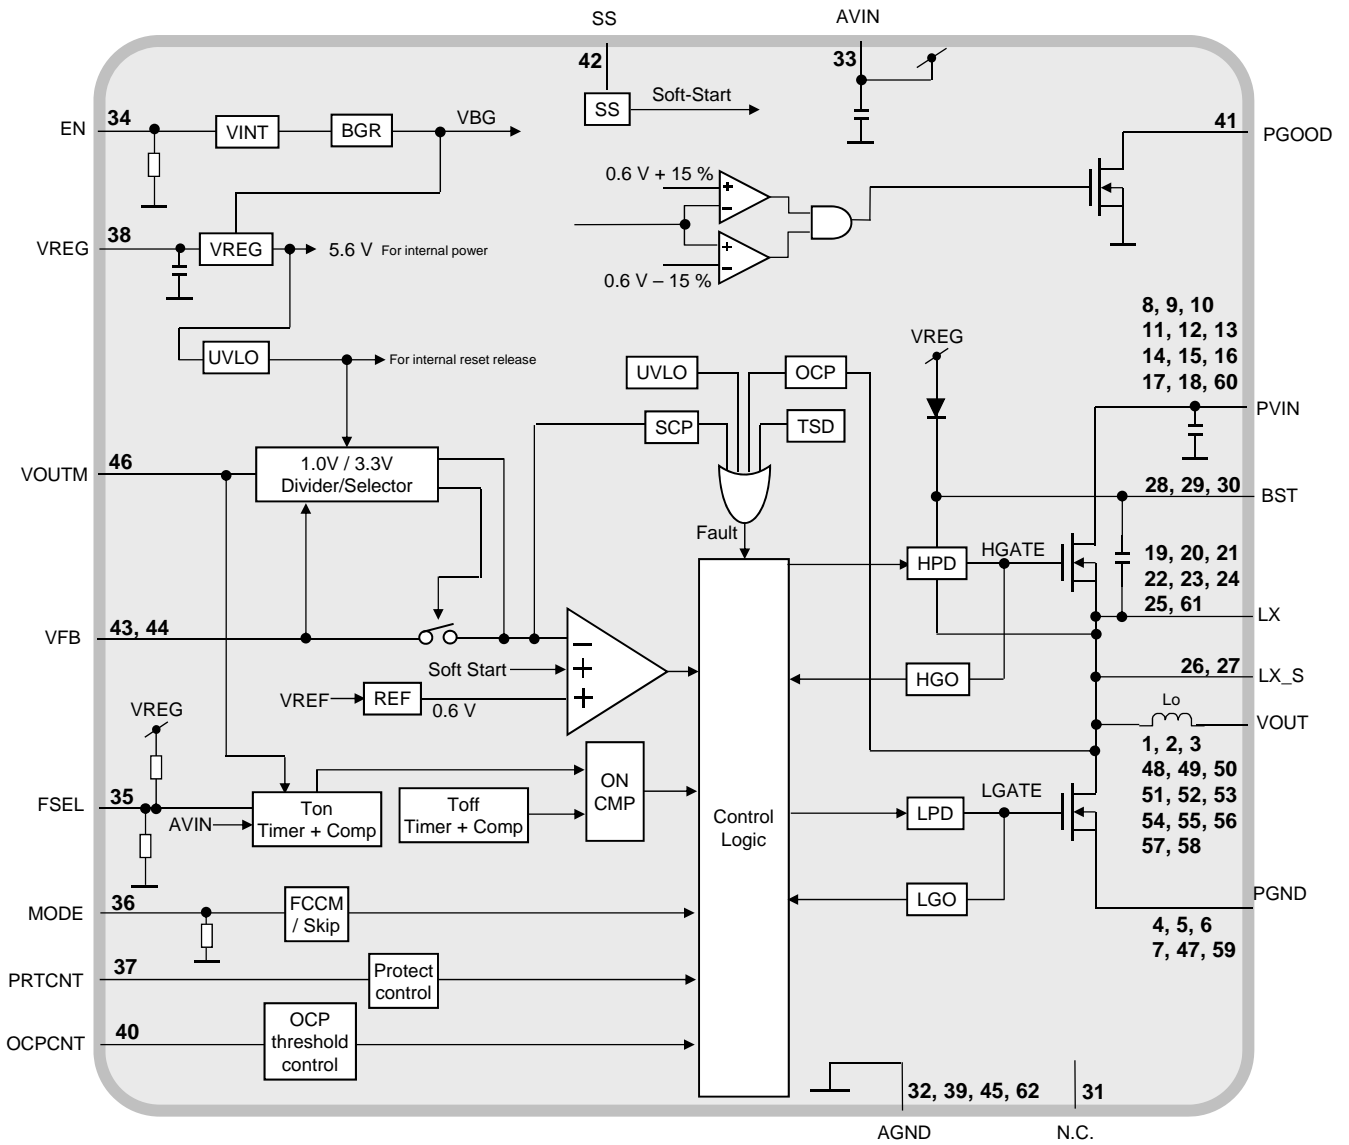 SS
AVIN
42
33
SS
Soft-Start
EN
34
VINT
BGR
VBG
41
PGOOD
0.6 V + 15 %
+
−
+
−
0.6 V – 15 %
VREG
38
VREG
5.6 V For internal power
8, 9, 10
11, 12, 13
14, 15, 16
17, 18, 60
PVIN
UVLO
For internal reset release
VREG
UVLO
OCP
SCP
TSD
VOUTM
46
1.0V / 3.3V
Divider/Selector
28, 29, 30
BST
Fault
HPD
HGATE
19, 20, 21
22, 23, 24
25, 61
LX
VFB
43, 44
−
Soft Start
+
VREF
REF
0.6 V
+
HGO
26, 27
LX_S
Lo
VOUT
1, 2, 3
48, 49, 50
51, 52, 53
54, 55, 56
57, 58
VREG
FSEL
35
AVIN
Ton
Timer + Comp
Toff
Timer + Comp
ON
CMP
Control
Logic
LPD
LGATE
LGO
MODE
36
FCCM
/ Skip
PGND
4, 5, 6
7, 47, 59
PRTCNT
37
Protect
control
OCPCNT
40
OCP
threshold
control
32, 39, 45, 62
31
AGND
N.C.